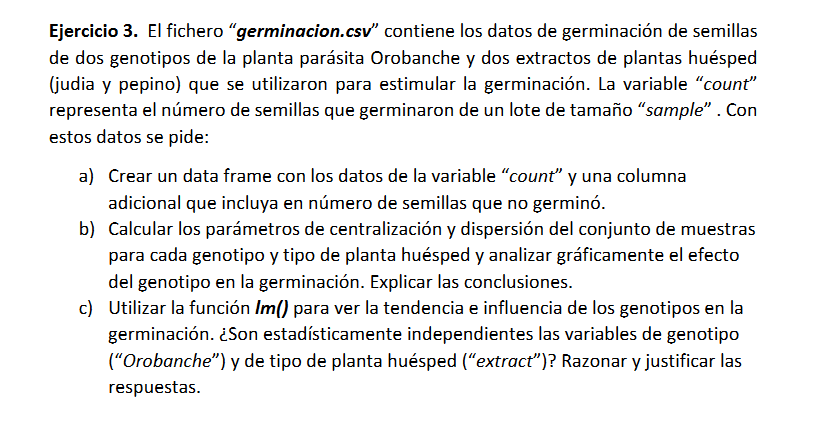 Ejercicio 3. El fichero “germinacion.csv” contiene los datos de germinación de semillas
de dos genotipos de la planta parásita Orobanche y dos extractos de plantas huésped
(judia y pepino) que se utilizaron para estimular la germinación. La variable “count”
representa el número de semillas que germinaron de un lote de tamaño “sample” . Con
estos datos se pide:
a) Crear un data frame con los datos de la variable “count” y una columna
adicional que incluya en número de semillas que no germinó.
b) Calcular los parámetros de centralización y dispersión del conjunto de muestras
para cada genotipo y tipo de planta huésped y analizar gráficamente el efecto
del genotipo en la germinación. Explicar las conclusiones.
c) Utilizar la función lm() para ver la tendencia e influencia de los genotipos en la
germinación. ¿Son estadísticamente independientes las variables de genotipo
(“Orobanche”) y de tipo de planta huésped (“extract”)? Razonar y justificar las
respuestas.